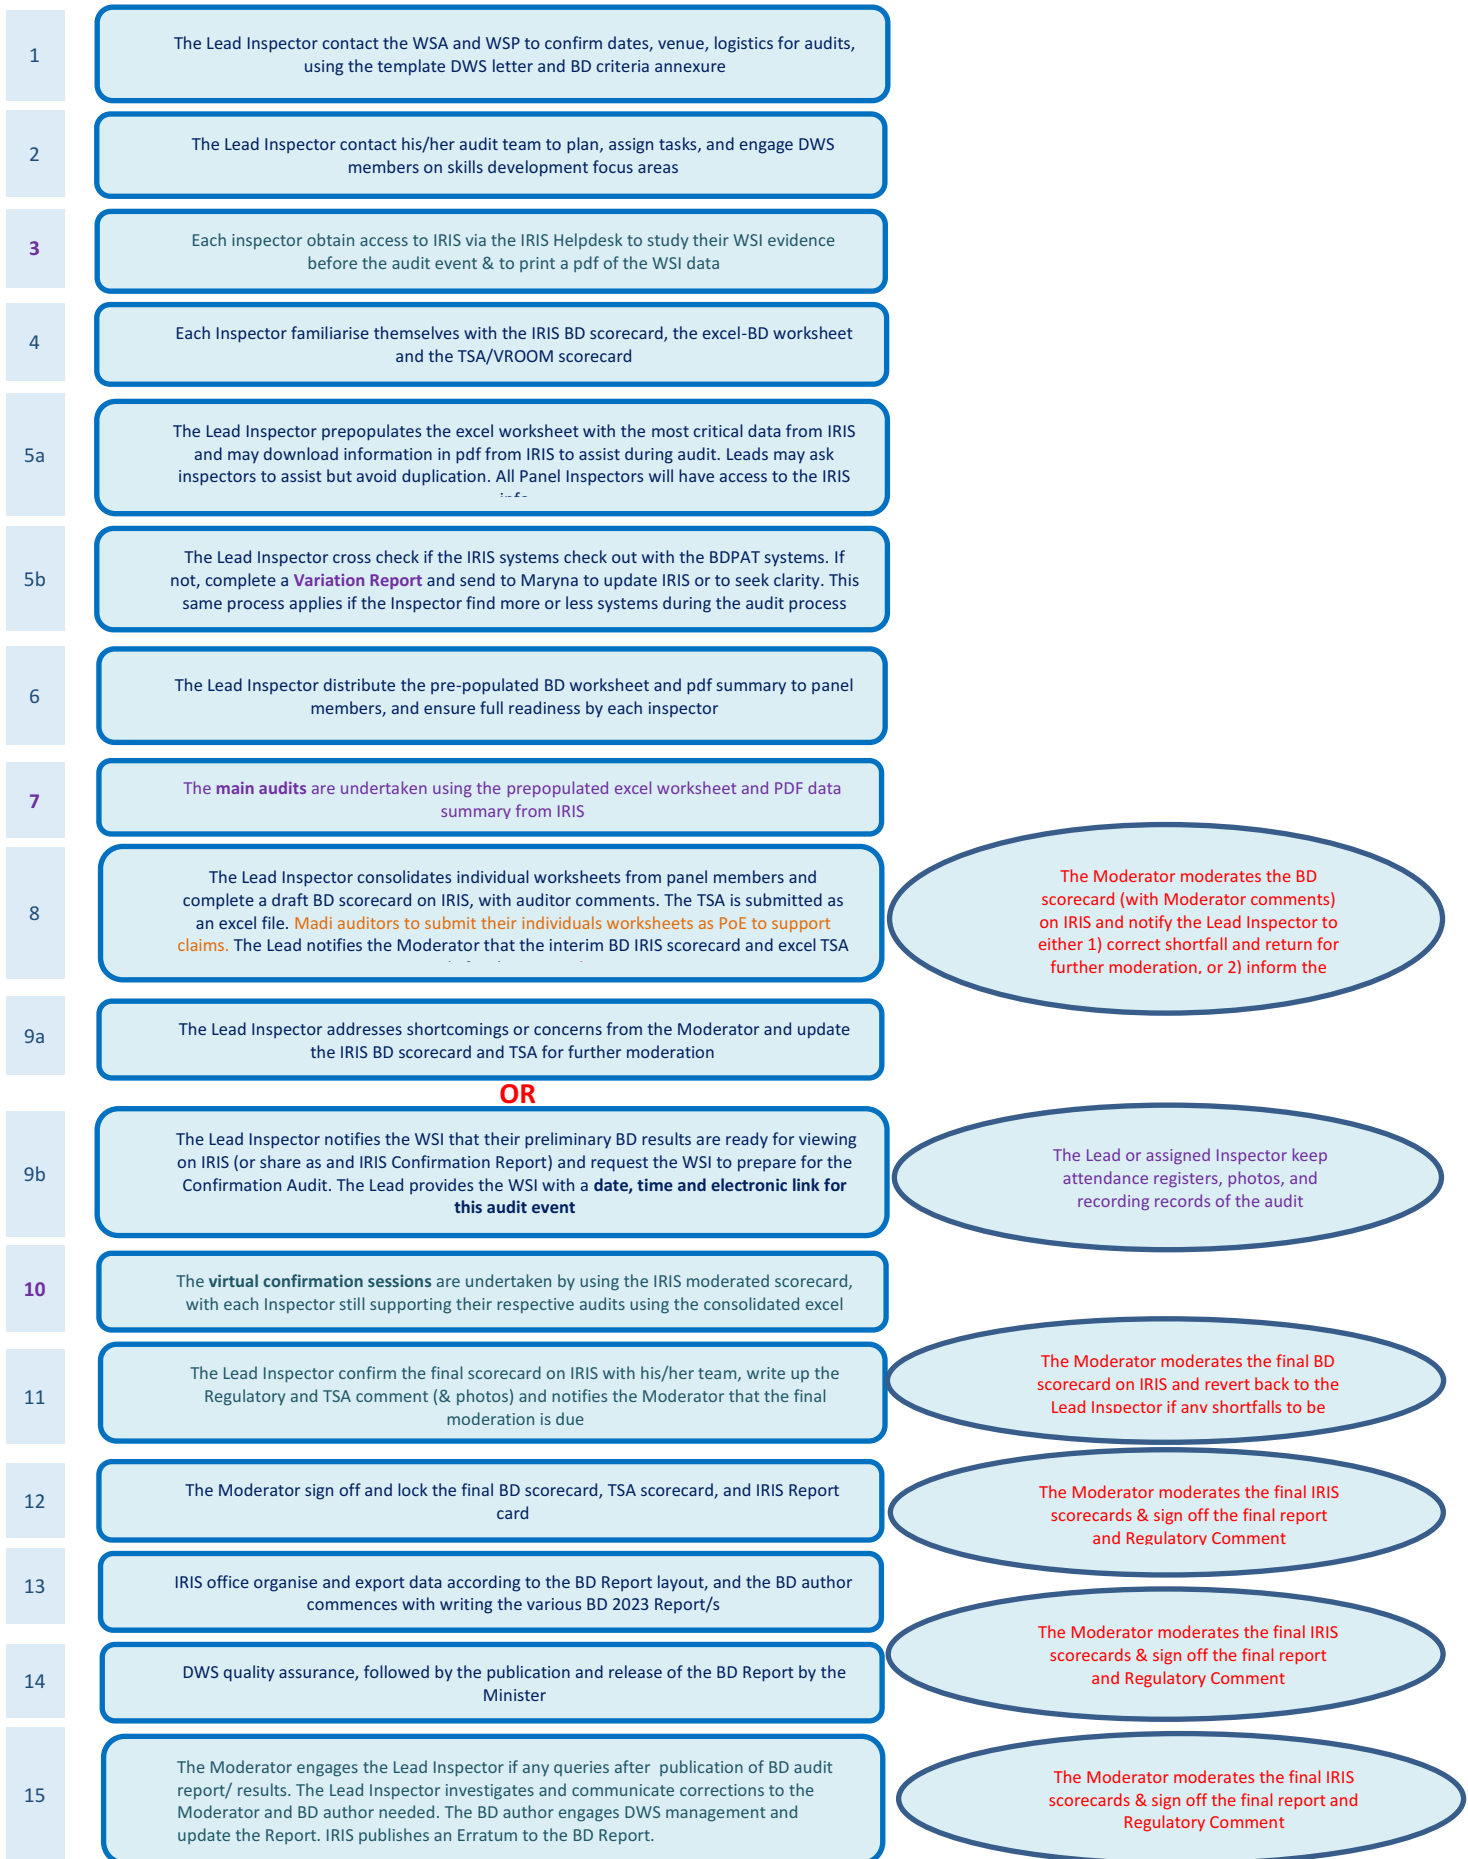 1
The Lead Inspector contact the WSA and WSP to confirm dates, venue, logistics for audits,
using the template DWS letter and BD criteria annexure
2
The Lead Inspector contact his/her audit team to plan, assign tasks, and engage DWS
members on skills development focus areas
3
Each inspector obtain access to IRIS via the IRIS Helpdesk to study their WSI evidence
before the audit event & to print a pdf of the WSI data
4
Each Inspector familiarise themselves with the IRIS BD scorecard, the excel-BD worksheet
and the TSA/VROOM scorecard
5a
The Lead Inspector prepopulates the excel worksheet with the most critical data from IRIS
and may download information in pdf from IRIS to assist during audit. Leads may ask
inspectors to assist but avoid duplication. All Panel Inspectors will have access to the IRIS
5b
The Lead Inspector cross check if the IRIS systems check out with the BDPAT systems. If
not, complete a Variation Report and send to Maryna to update IRIS or to seek clarity. This
same process applies if the Inspector find more or less systems during the audit process
6
The Lead Inspector distribute the pre-populated BD worksheet and pdf summary to panel
members, and ensure full readiness by each inspector
7
The main audits are undertaken using the prepopulated excel worksheet and PDF data
summary from IRIS
8
The Lead Inspector consolidates individual worksheets from panel members and
complete a draft BD scorecard on IRIS, with auditor comments. The TSA is submitted as
an excel file. Madi auditors to submit their individuals worksheets as PoE to support
claims. The Lead notifies the Moderator that the interim BD IRIS scorecard and excel TSA
The Moderator moderates the BD
scorecard (with Moderator comments)
on IRIS and notify the Lead Inspector to
either 1) correct shortfall and return for
further moderation, or 2) inform the
9a
The Lead Inspector addresses shortcomings or concerns from the Moderator and update
the IRIS BD scorecard and TSA for further moderation
OR
9b
The Lead Inspector notifies the WSI that their preliminary BD results are ready for viewing
on IRIS (or share as and IRIS Confirmation Report) and request the WSI to prepare for the
Confirmation Audit. The Lead provides the WSI with a date, time and electronic link for
this audit event
The Lead or assigned Inspector keep
attendance registers, photos, and
recording records of the audit
10
The virtual confirmation sessions are undertaken by using the IRIS moderated scorecard,
with each Inspector still supporting their respective audits using the consolidated excel
11
The Lead Inspector confirm the final scorecard on IRIS with his/her team, write up the
Regulatory and TSA comment (& photos) and notifies the Moderator that the final
moderation is due
The Moderator moderates the final BD
scorecard on IRIS and revert back to the
Lead Inspector if any shortfalls to be
12
The Moderator sign off and lock the final BD scorecard, TSA scorecard, and IRIS Report
card
The Moderator moderates the final IRIS
scorecards & sign off the final report
and Regulatory Comment
13
IRIS office organise and export data according to the BD Report layout, and the BD author
commences with writing the various BD 2023 Report/s
The Moderator moderates the final IRIS
scorecards & sign off the final report
and Regulatory Comment
14
DWS quality assurance, followed by the publication and release of the BD Report by the
Minister
15
The Moderator engages the Lead Inspector if any queries after publication of BD audit
report/ results. The Lead Inspector investigates and communicate corrections to the
Moderator and BD author needed. The BD author engages DWS management and
update the Report. IRIS publishes an Erratum to the BD Report.
The Moderator moderates the final IRIS
scorecards & sign off the final report and
Regulatory Comment